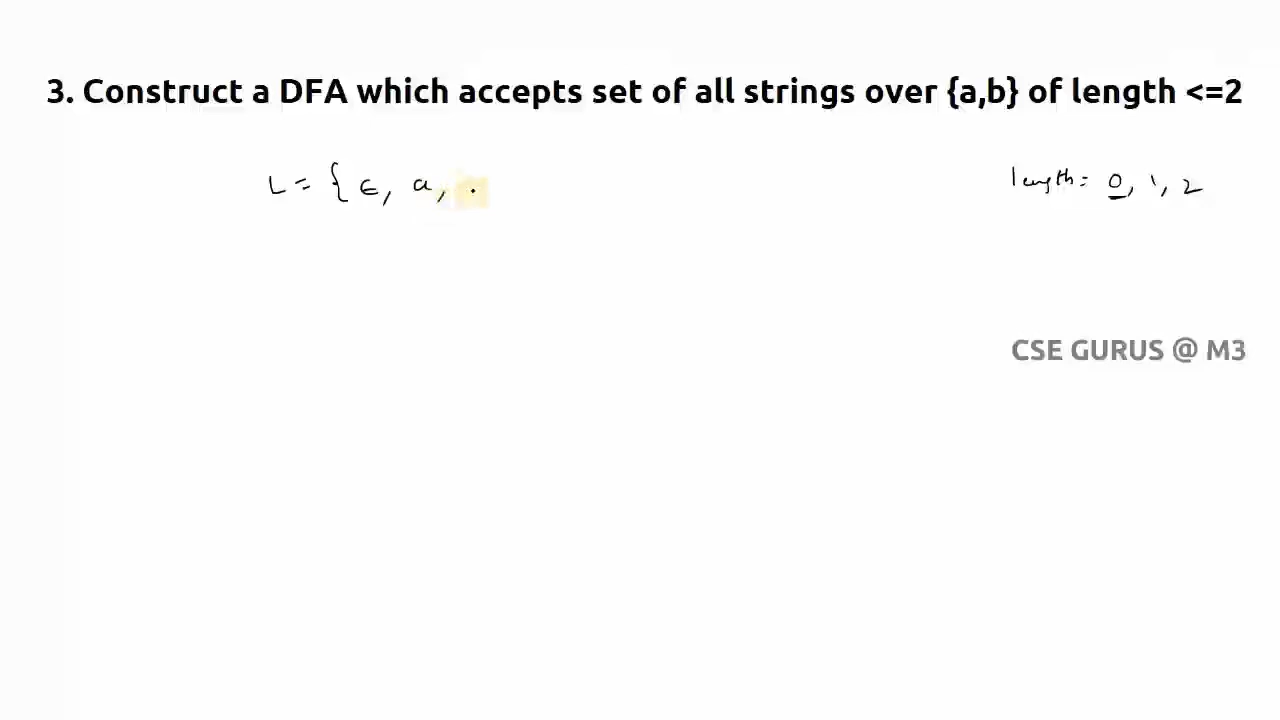 3. Construct a DFA which accepts set of all strings over {a,b} of length <=2
L = { ϵ, a,
length: 0, 1, 2
CSE GURUS @ M3